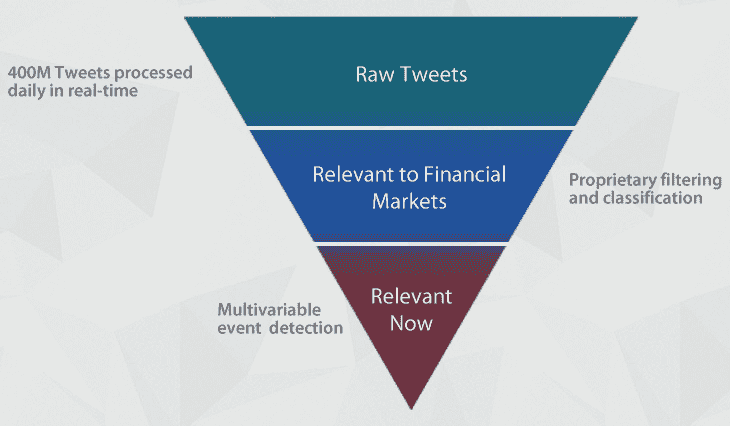 400M Tweets processed
daily in real-time
Raw Tweets
Relevant to Financial
Markets
Proprietary filtering
and classification
Multivariable
event detection
Relevant
Now